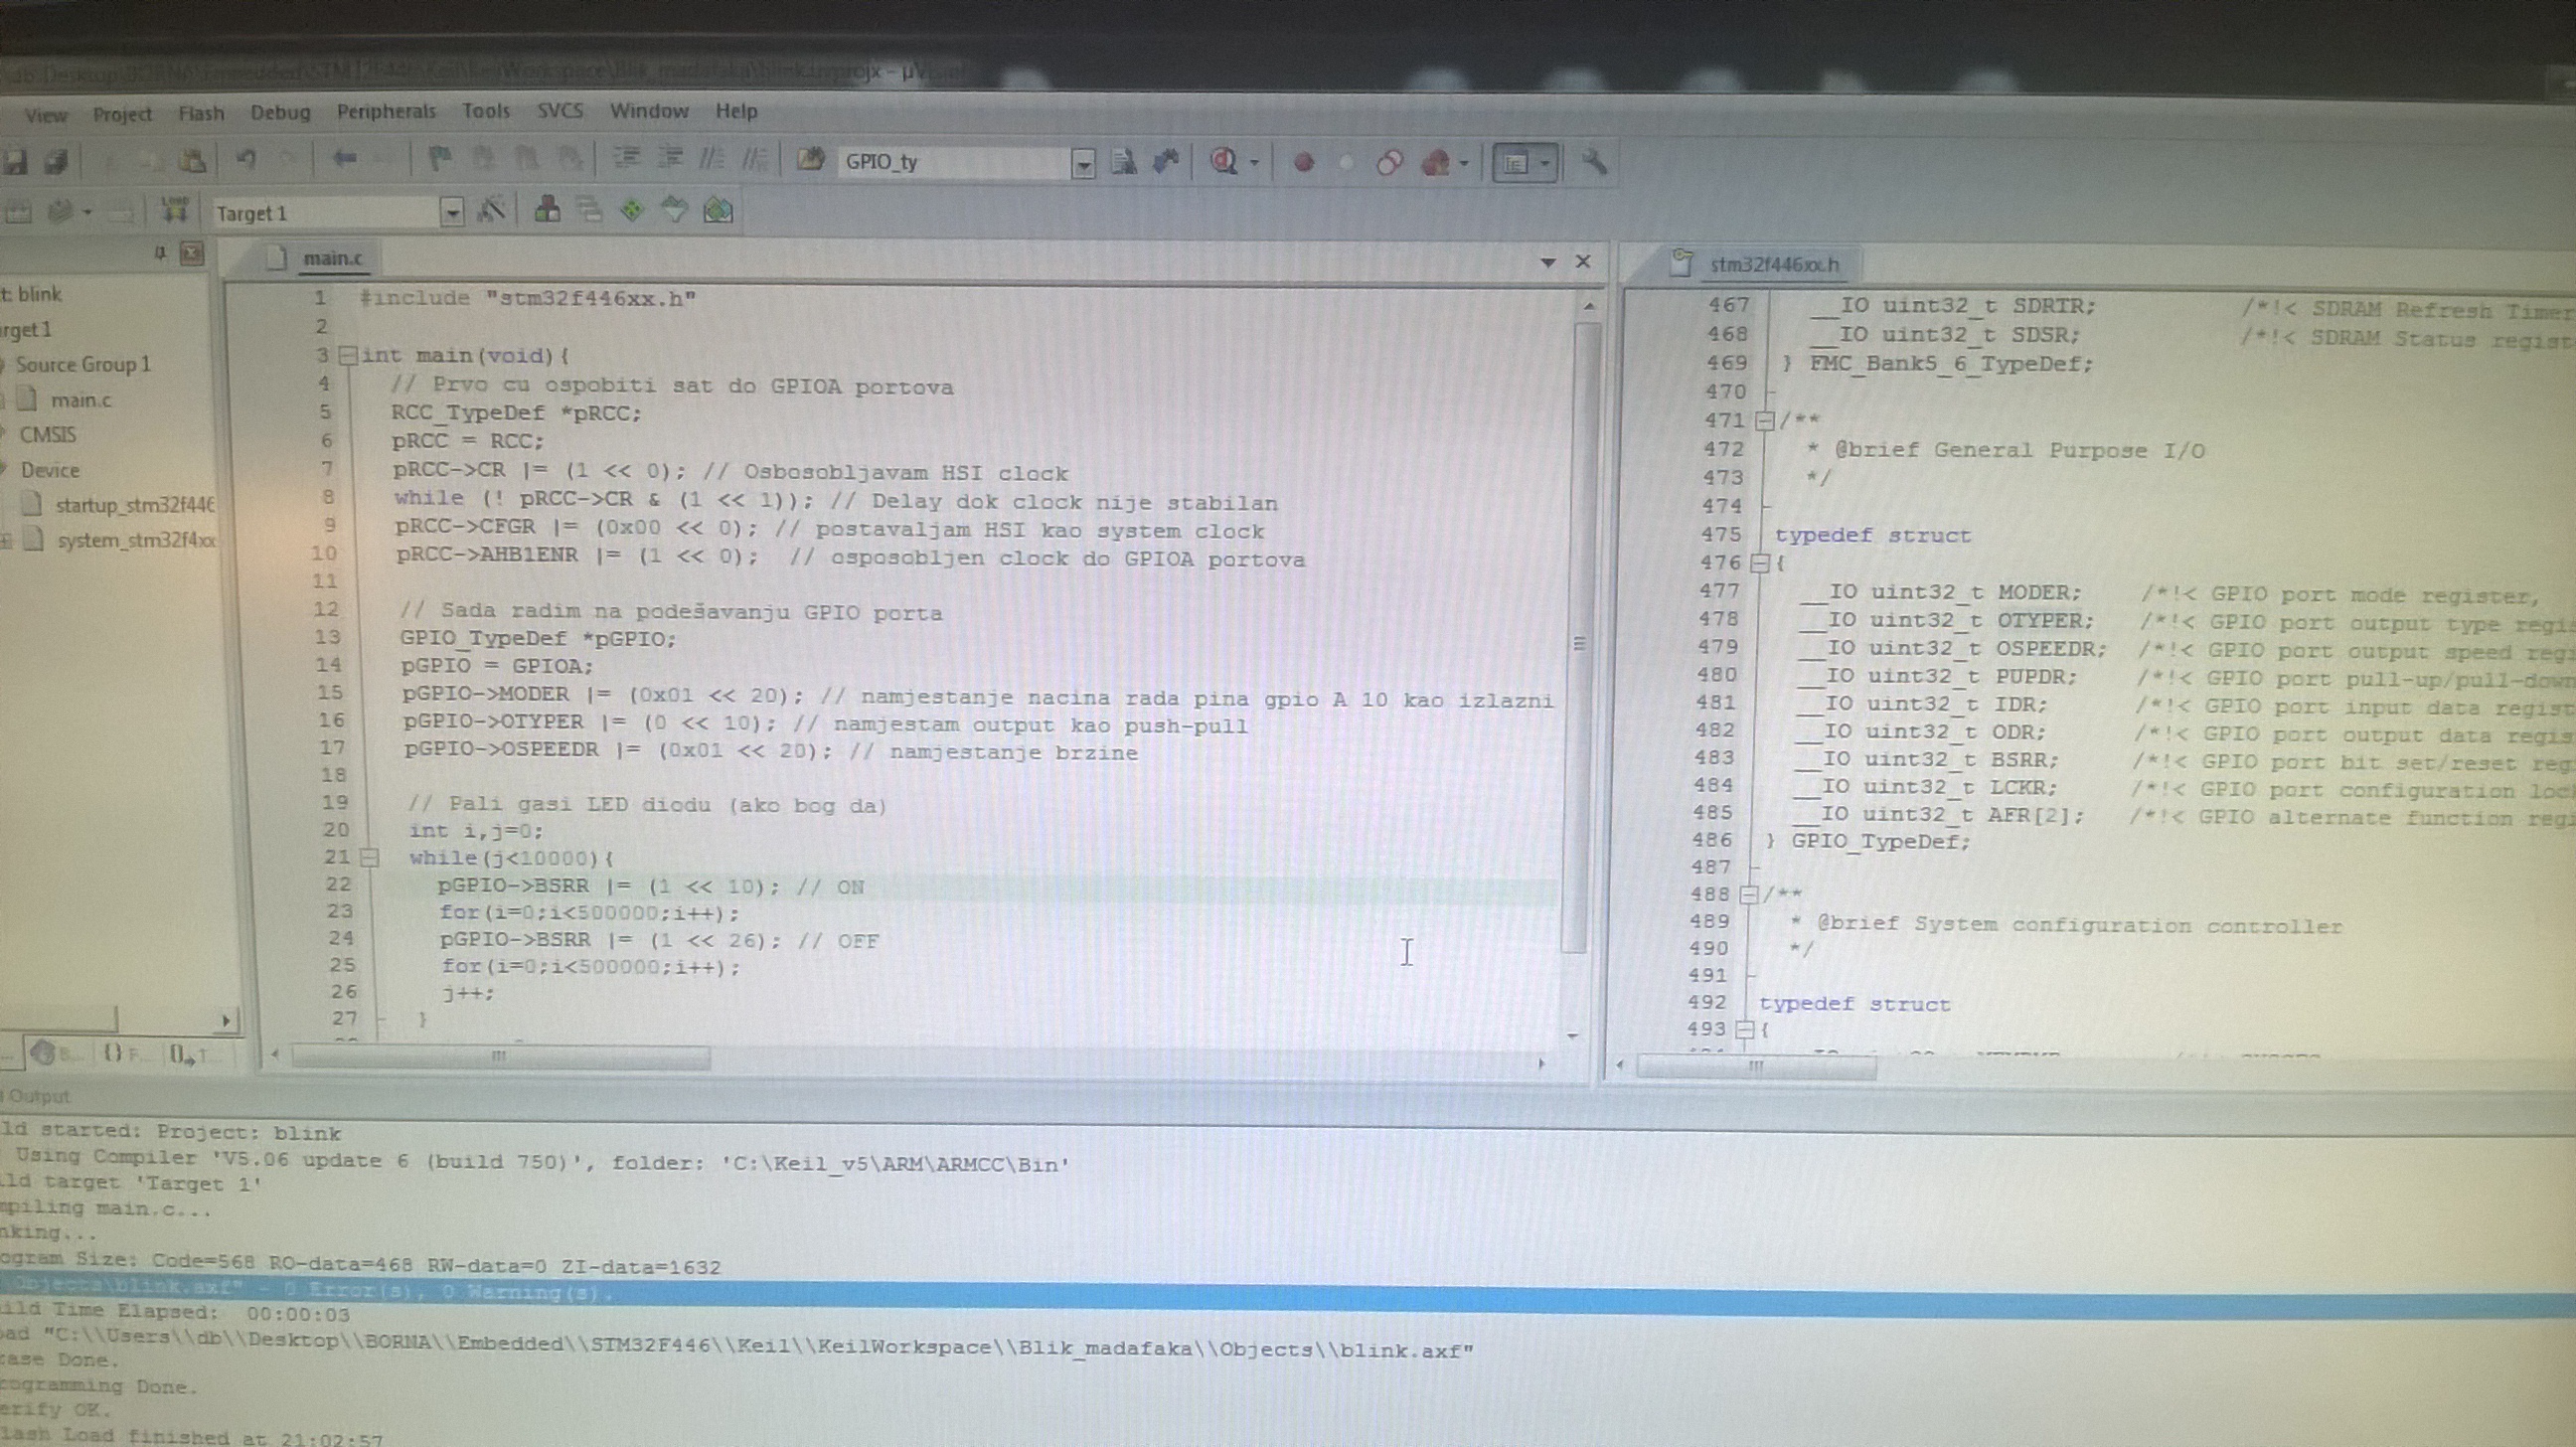 View Project Flash Debug Peripherals Tools SVCS Window Help
GPIO_ty
LOAD
Target 1
main.c
stm32f446xx.h
t: blink
rget 1
Source Group 1
main.c
CMSIS
Device
startup_stm32f446
system_stm32f4xx
1 #include "stm32f446xx.h"
2
3 int main(void){
4 // Prvo cu ospobiti sat do GPIOA portova
5 RCC_TypeDef *pRCC;
6 pRCC = RCC;
7 pRCC->CR |= (1 << 0); // Osbosobljavam HSI clock
8 while (! pRCC->CR & (1 << 1)); // Delay dok clock nije stabilan
9 pRCC->CFGR |= (0x00 << 0); // postavaljam HSI kao system clock
10 pRCC->AHB1ENR |= (1 << 0); // osposobljen clock do GPIOA portova
11
12 // Sada radim na podešavanju GPIO porta
13 GPIO_TypeDef *pGPIO;
14 pGPIO = GPIOA;
15 pGPIO->MODER |= (0x01 << 20); // namjestanje nacina rada pina gpio A 10 kao izlazni
16 pGPIO->OTYPER |= (0 << 10); // namjestam output kao push-pull
17 pGPIO->OSPEEDR |= (0x01 << 20); // namjestanje brzine
18
19 // Pali gasi LED diodu (ako bog da)
20 int i,j=0;
21 while(j<10000){
22 pGPIO->BSRR |= (1 << 10); // ON
23 for(i=0;i<500000;i++);
24 pGPIO->BSRR |= (1 << 26); // OFF
25 for(i=0;i<500000;i++);
26 j++;
27 }
467 __IO uint32_t SDRTR; /*!< SDRAM Refresh Timer
468 __IO uint32_t SDSR; /*!< SDRAM Status regist
469 } FMC_Bank5_6_TypeDef;
470
471 /**
472 * @brief General Purpose I/O
473 */
474
475 typedef struct
476 {
477 __IO uint32_t MODER; /*!< GPIO port mode register,
478 __IO uint32_t OTYPER; /*!< GPIO port output type regis
479 __IO uint32_t OSPEEDR; /*!< GPIO port output speed regi
480 __IO uint32_t PUPDR; /*!< GPIO port pull-up/pull-down
481 __IO uint32_t IDR; /*!< GPIO port input data regist
482 __IO uint32_t ODR; /*!< GPIO port output data regis
483 __IO uint32_t BSRR; /*!< GPIO port bit set/reset reg
484 __IO uint32_t LCKR; /*!< GPIO port configuration loc
485 __IO uint32_t AFR[2]; /*!< GPIO alternate function regi
486 } GPIO_TypeDef;
487
488 /**
489 * @brief System configuration controller
490 */
491
492 typedef struct
493 {
Output
ld started: Project: blink
Using Compiler 'V5.06 update 6 (build 750)', folder: 'C:\Keil_v5\ARM\ARMCC\Bin'
ld target 'Target 1'
mpiling main.c...
nking...
ogram Size: Code=568 RO-data=468 RW-data=0 ZI-data=1632
Objects\blink.axf" - 0 Error(s), 0 Warning(s).
ild Time Elapsed: 00:00:03
oad "C:\\Users\\db\\Desktop\\BORNA\\Embedded\\STM32F446\\Keil\\KeilWorkspace\\Blik_madafaka\\Objects\\blink.axf"
rase Done.
rogramming Done.
erify OK.
lash Load finished at 21:02:57